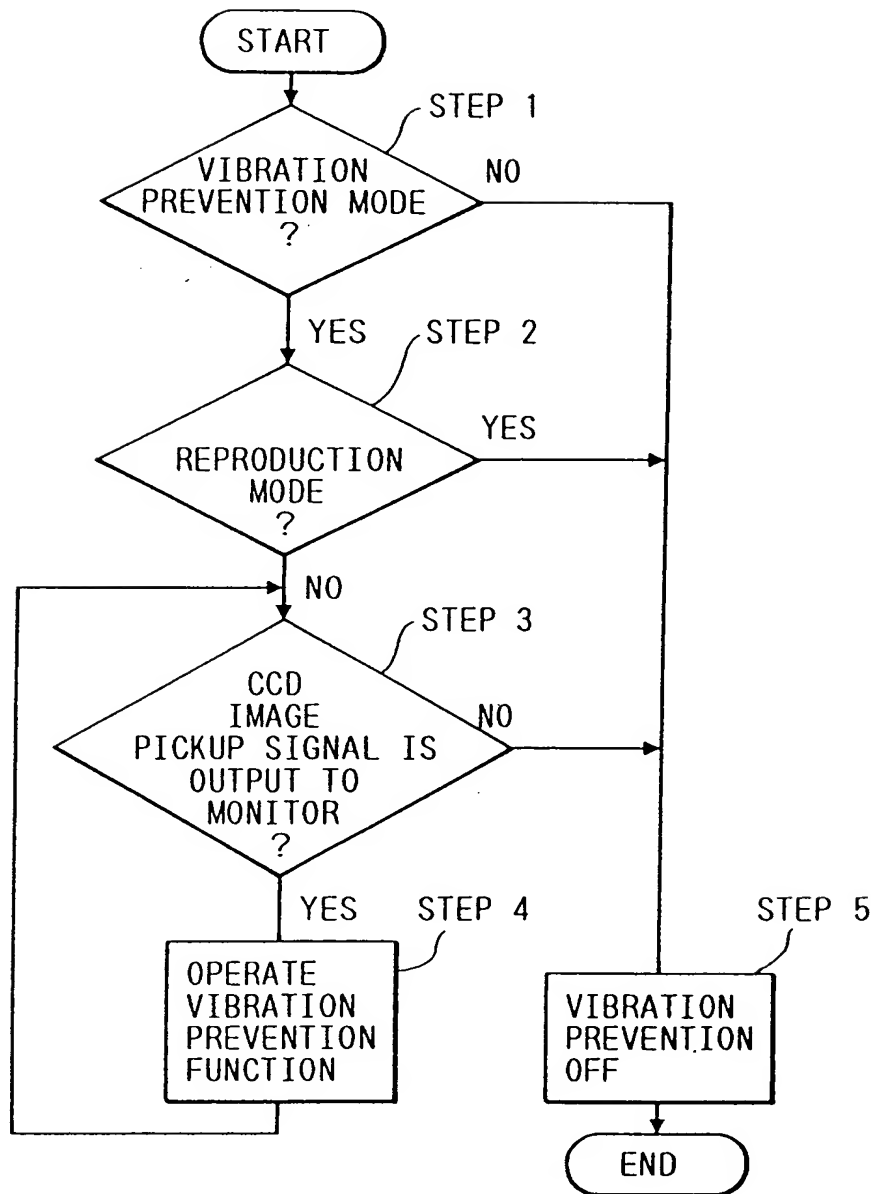 START
STEP 1
VIBRATION
PREVENTION MODE
?
NO
YES
STEP 2
REPRODUCTION
MODE
?
YES
NO
STEP 3
CCD
IMAGE
PICKUP SIGNAL IS
OUTPUT TO
MONITOR
?
NO
YES
STEP 4
OPERATE
VIBRATION
PREVENTION
FUNCTION
STEP 5
VIBRATION
PREVENTION
OFF
END